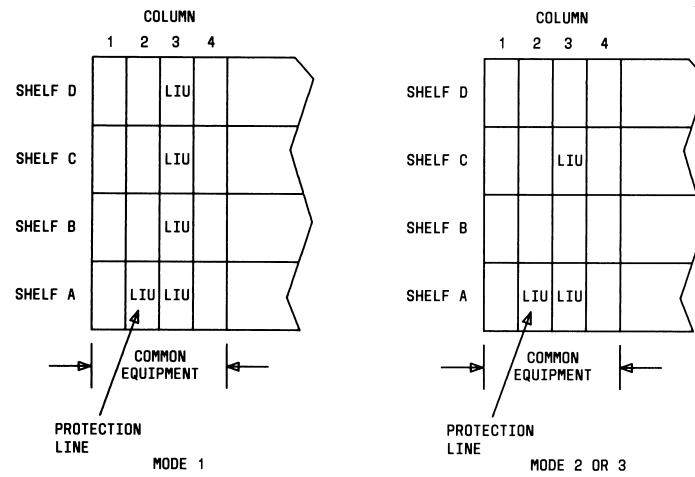 COLUMN
1 2 3 4
SHELF D LIU
SHELF C LIU
SHELF B LIU
SHELF A LIU LIU
COMMON
EQUIPMENT
PROTECTION
LINE
MODE 1
COLUMN
1 2 3 4
SHELF D
SHELF C LIU
SHELF B
SHELF A LIU LIU
COMMON
EQUIPMENT
PROTECTION
LINE
MODE 2 OR 3